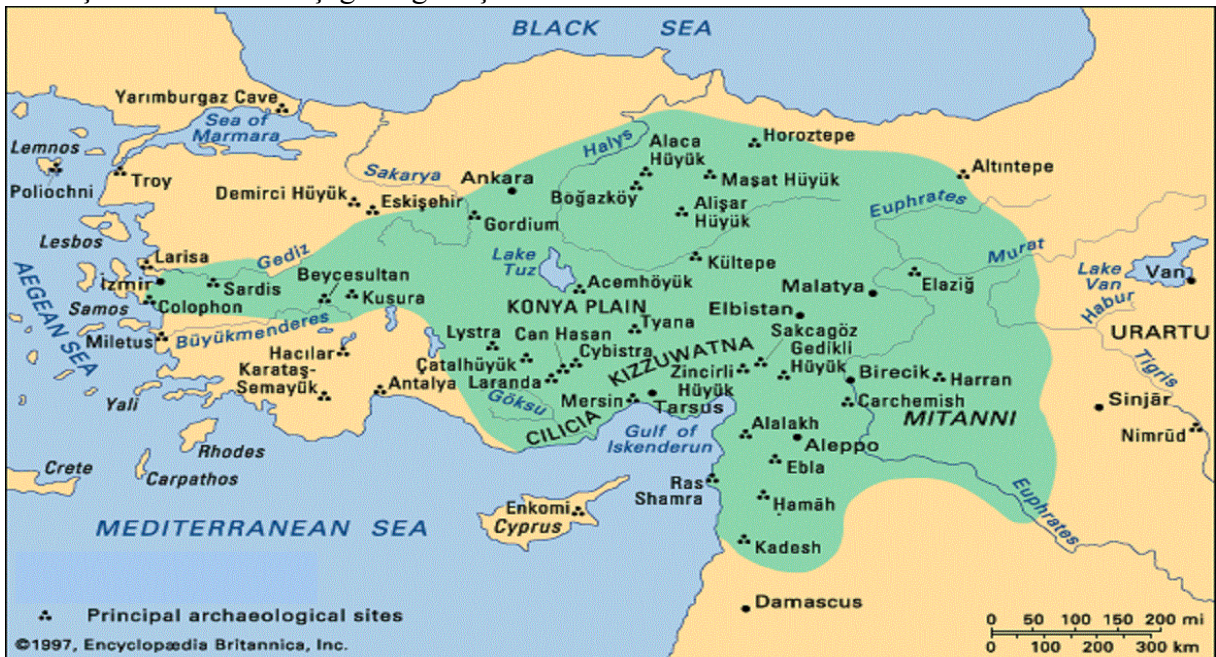 BLACK SEA
Yarımburgaz Cave
Sea of
Marmara
Lemnos
Poliochni
Troy
Sakarya
Ankara
Halys
Alaca
Hüyük
Horoztepe
Boğazköy
Maşat Hüyük
Altıntepe
Demirci Hüyük
Eskişehir
Gordium
Alişar
Hüyük
Euphrates
Lesbos
Larisa
Gediz
Lake
Tuz
Kültepe
Murat
İzmir
Sardis
Beycesultan
Kusura
Acemhöyük
Malatya
Elaziğ
Lake
Van
Van
AEGEAN SEA
Samos
Colophon
KONYA PLAIN
Elbistan
Habur
URARTU
Miletus
Büyükmenderes
Lystra
Can Hasan
Tyana
Sakcagöz
Hacılar
Çatalhüyük
Cybistra
KIZZUWATNA
Gedikli
Hüyük
Tigris
Karataş-
Semayük
Antalya
Laranda
Zincirli
Hüyük
Birecik
Harran
Yali
Göksu
Mersin
Tarsus
Carchemish
Sinjār
CILICIA
MITANNI
Rhodes
Gulf of
Iskenderun
Alalakh
Aleppo
Nimrūd
Crete
Carpathos
Ebla
Ras
Shamra
Euphrates
Enkomi
Cyprus
Hamāh
MEDITERRANEAN SEA
Kadesh
Damascus
Principal archaeological sites
©1997, Encyclopædia Britannica, Inc.
0 50 100 150 200 mi
0 100 200 300 km